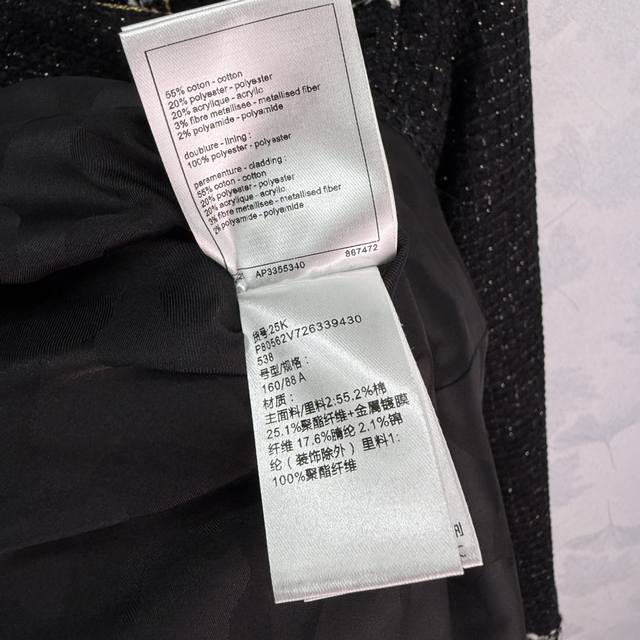 55% coton - cotton
20% polyester - polyester
20% acrylique - acrylic
3% fibre metallisee - metallised fiber
2% polyamide - polyamide
doublure - lining :
100% polyester - polyester
parementure - cladding :
55% coton - cotton
20% polyester - polyester
20% acrylique - acrylic
3% fibre metallisee - metallised fiber
2% polyamide - polyamide
AP3355340 867472
货号:25K
P80562V726339430
538
号型/规格:
160/88A
材质:
主面料/里料2:55.2%棉
25.1%聚酯纤维+金属镀膜
纤维 17.6%腈纶 2.1%锦
纶(装饰除外)里料1:
100%聚酯纤维